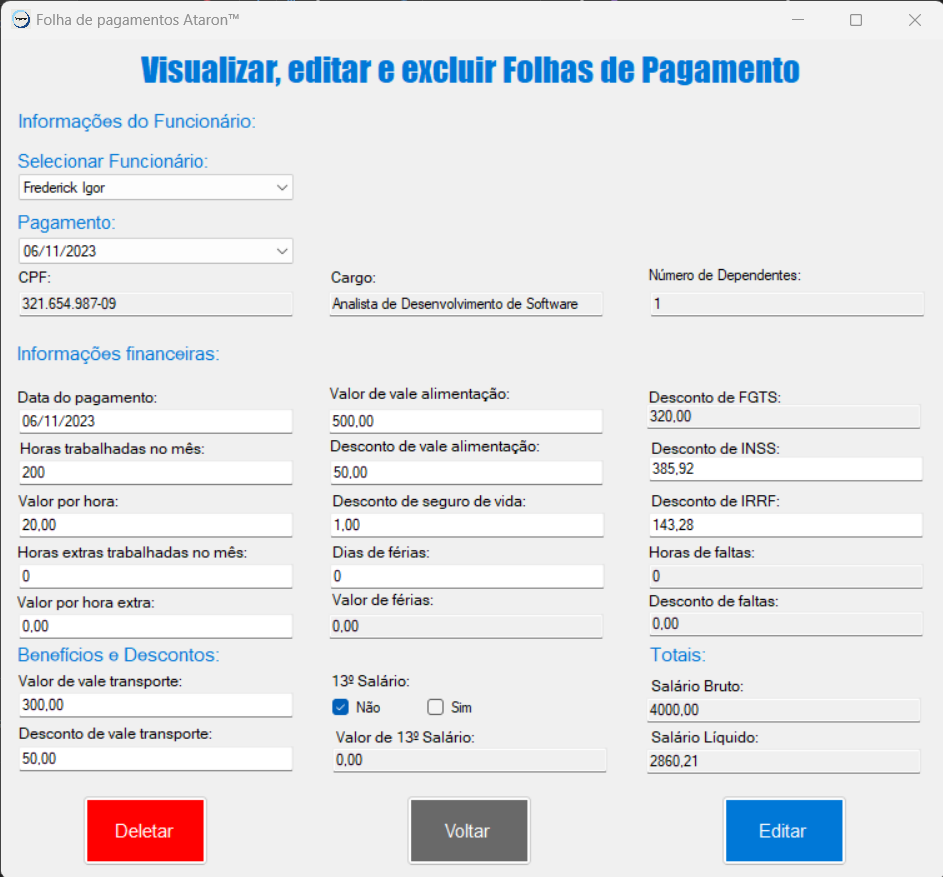 Folha de pagamentos Ataron™
Visualizar, editar e excluir Folhas de Pagamento
Informações do Funcionário:
Selecionar Funcionário:
Frederick Igor
Pagamento:
06/11/2023
CPF:
321.654.987-09
Cargo:
Analista de Desenvolvimento de Software
Número de Dependentes:
1
Informações financeiras:
Data do pagamento:
06/11/2023
Horas trabalhadas no mês:
200
Valor por hora:
20,00
Horas extras trabalhadas no mês:
0
Valor por hora extra:
0,00
Valor de vale alimentação:
500,00
Desconto de vale alimentação:
50,00
Desconto de seguro de vida:
1,00
Dias de férias:
0
Valor de férias:
0,00
Desconto de FGTS:
320,00
Desconto de INSS:
385,92
Desconto de IRRF:
143,28
Horas de faltas:
0
Desconto de faltas:
0,00
Benefícios e Descontos:
Valor de vale transporte:
300,00
Desconto de vale transporte:
50,00
13º Salário:
Não
Sim
Valor de 13º Salário:
0,00
Totais:
Salário Bruto:
4000,00
Salário Líquido:
2860,21
Deletar
Voltar
Editar